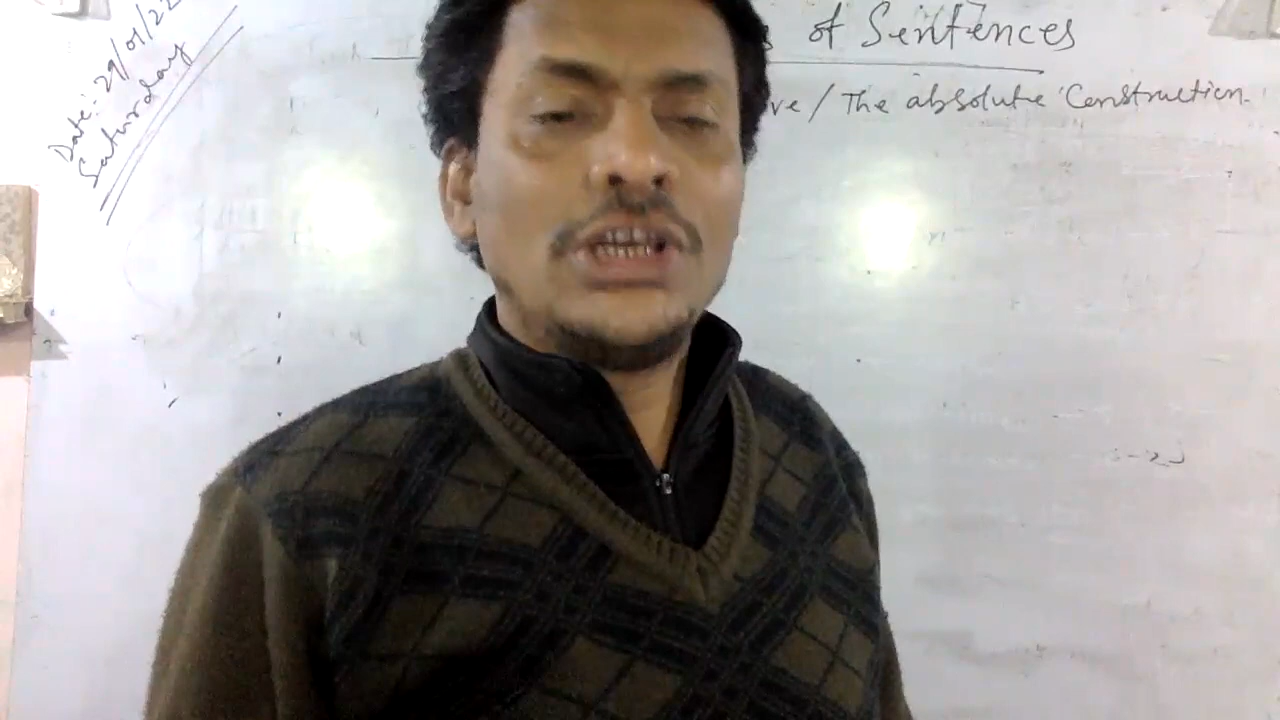 Date:- 29/01/22
Saturday
of Sentences
ve/The absolute Construction.